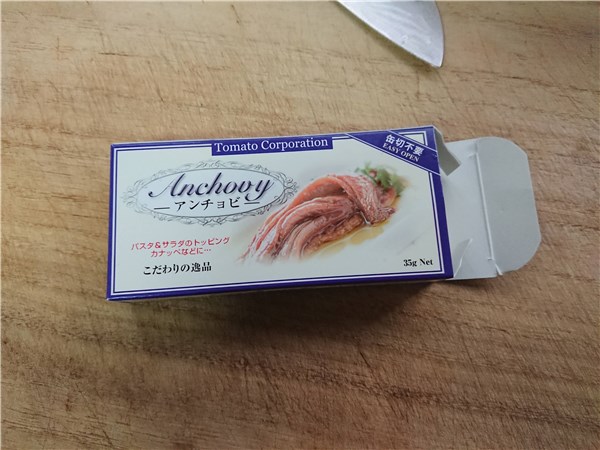 Tomato Corporation
缶切不要
EASY OPEN
Anchovy
アンチョビ
パスタ&サラダのトッピング
カナッペなどに…
こだわりの逸品
35g Net